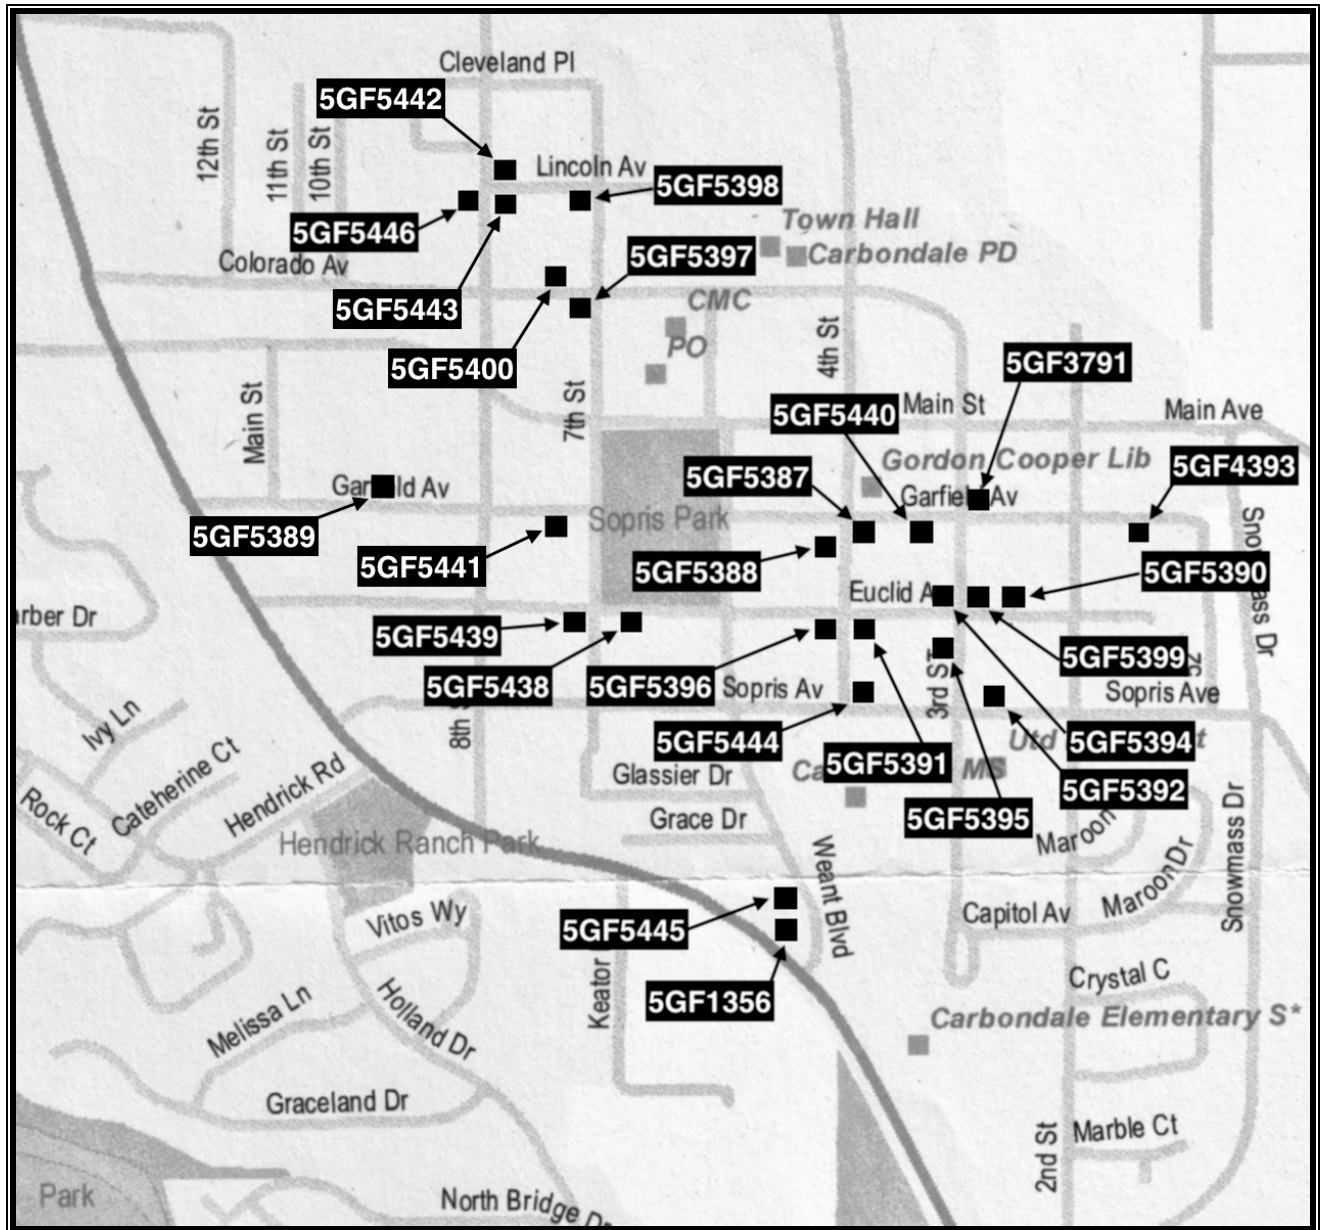 Cleveland Pl
5GF5442
12th St
11th St
10th St
Lincoln Av
5GF5398
5GF5446
Town Hall
Carbondale PD
Colorado Av
5GF5397
5GF5443
CMC
PO
5GF5400
4th St
5GF3791
Main St
7th St
5GF5440
Main St
Main Ave
Gordon Cooper Lib
5GF4393
5GF5387
Garfield Av
Garfield Av
5GF5389
Sopris Park
5GF5441
5GF5388
Snowmass Dr
5GF5390
Euclid A
arber Dr
5GF5439
5GF5399
5GF5438
5GF5396
Sopris Av
3rd St
Sopris Ave
Ivy Ln
8th
5GF5444
Utd
5GF5394
t
Cateherine Ct
Hendrick Rd
Glassier Dr
Ca
5GF5391
MS
5GF5392
Rock Ct
Grace Dr
5GF5395
Maroon
Hendrick Ranch Park
Weant Blvd
Maroon Dr
Snowmass Dr
Vitos Wy
5GF5445
Capitol Av
Keator
5GF1356
Crystal C
Melissa Ln
Holland Dr
Carbondale Elementary S*
Graceland Dr
2nd St
Marble Ct
Park
North Bridge Dr